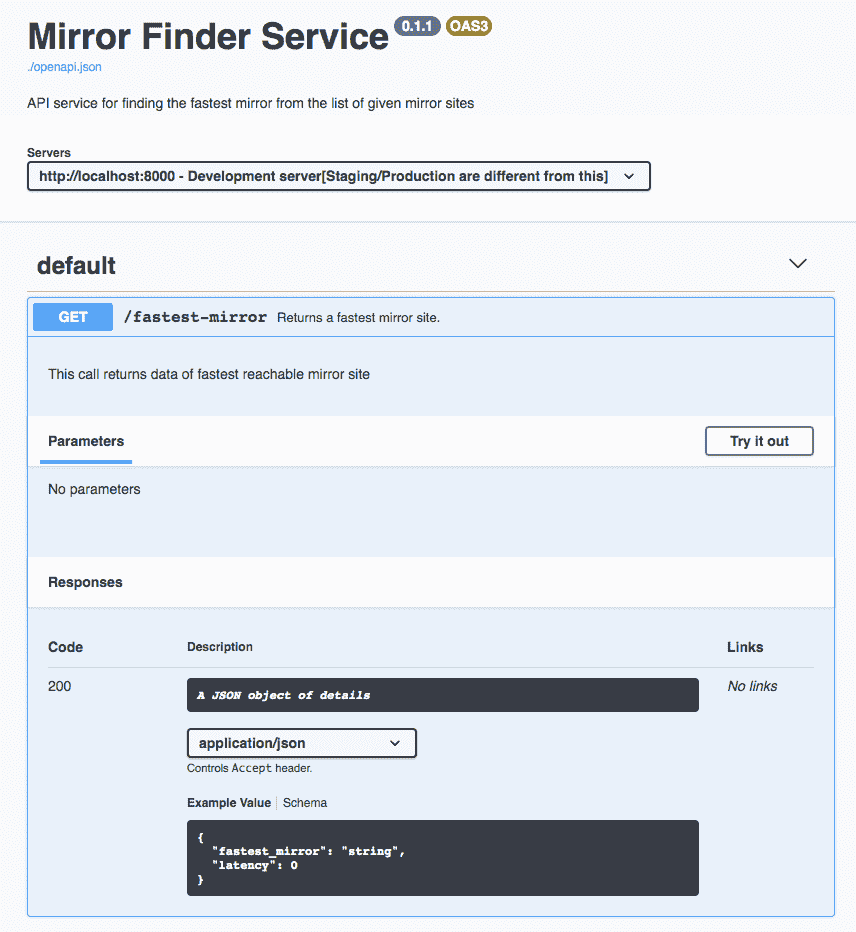 Mirror Finder Service 0.1.1 OAS3
./openapi.json
API service for finding the fastest mirror from the list of given mirror sites
Servers
http://localhost:8000 - Development server[Staging/Production are different from this]
default
GET /fastest-mirror Returns a fastest mirror site.
This call returns data of fastest reachable mirror site
Parameters Try it out
No parameters
Responses
Code Description Links
200 A JSON object of details No links
application/json
Controls Accept header.
Example Value Schema
{
"fastest_mirror": "string",
"latency": 0
}